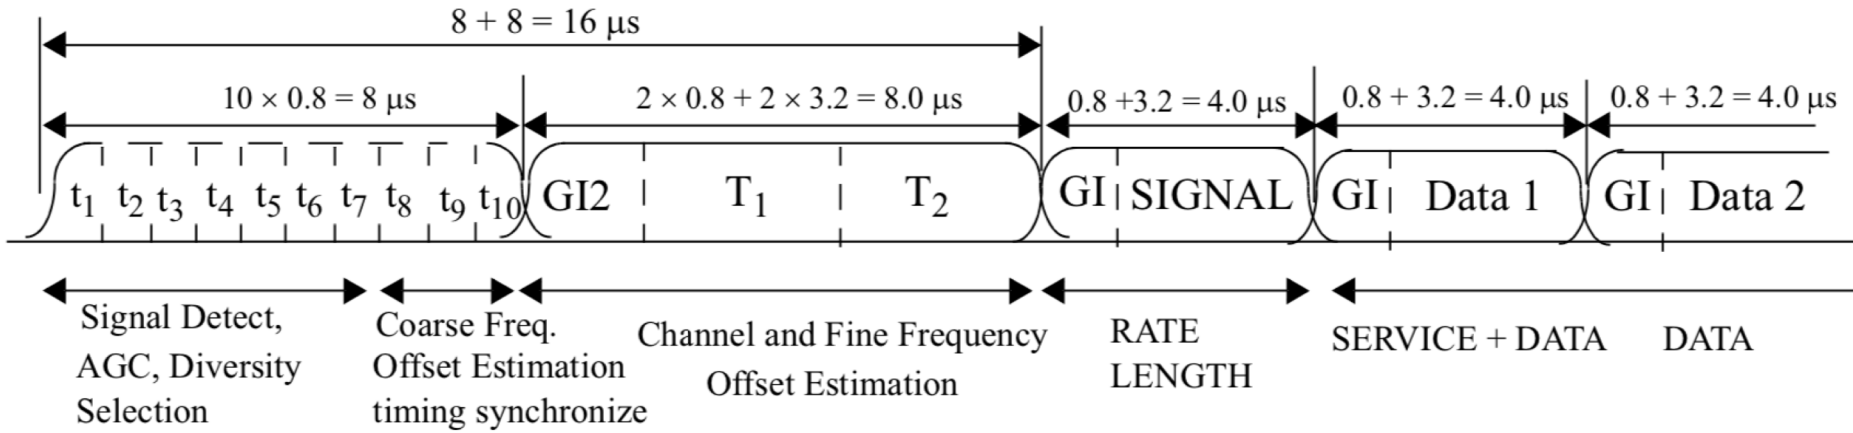 8 + 8 = 16 μs
10 × 0.8 = 8 μs
2 × 0.8 + 2 × 3.2 = 8.0 μs
0.8 +3.2 = 4.0 μs
0.8 + 3.2 = 4.0 μs
0.8 + 3.2 = 4.0 μs
t1 t2 t3 t4 t5 t6 t7 t8 t9 t10
GI2 T1 T2
GI SIGNAL
GI Data 1
GI Data 2
Signal Detect,
AGC, Diversity
Selection
Coarse Freq.
Offset Estimation
timing synchronize
Channel and Fine Frequency
Offset Estimation
RATE
LENGTH
SERVICE + DATA
DATA